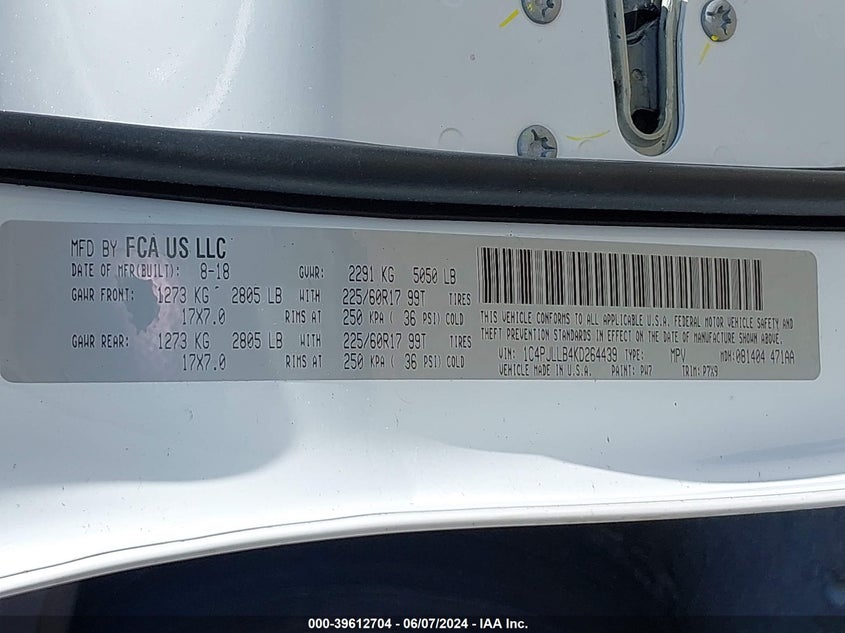 MFD BY FCA US LLC
DATE OF MFR(BUILT): 8-18 GVWR: 2291 KG 5050 LB
GAWR FRONT: 1273 KG 2805 LB WITH 225/60R17 99T TIRES
17X7.0 RIMS AT 250 KPA ( 36 PSI) COLD
GAWR REAR: 1273 KG 2805 LB WITH 225/60R17 99T TIRES
17X7.0 RIMS AT 250 KPA ( 36 PSI) COLD
THIS VEHICLE CONFORMS TO ALL APPLICABLE U.S.A. FEDERAL MOTOR VEHICLE SAFETY AND
THEFT PREVENTION STANDARDS IN EFFECT ON THE DATE OF MANUFACTURE SHOWN ABOVE.
VIN: 1C4PJLLB4KD264439 TYPE: MPV MDH: 081404 471AA
VEHICLE MADE IN U.S.A. PAINT: PW7 TRIM: P7X9
000-39612704 - 06/07/2024 - IAA Holdings, LLC.